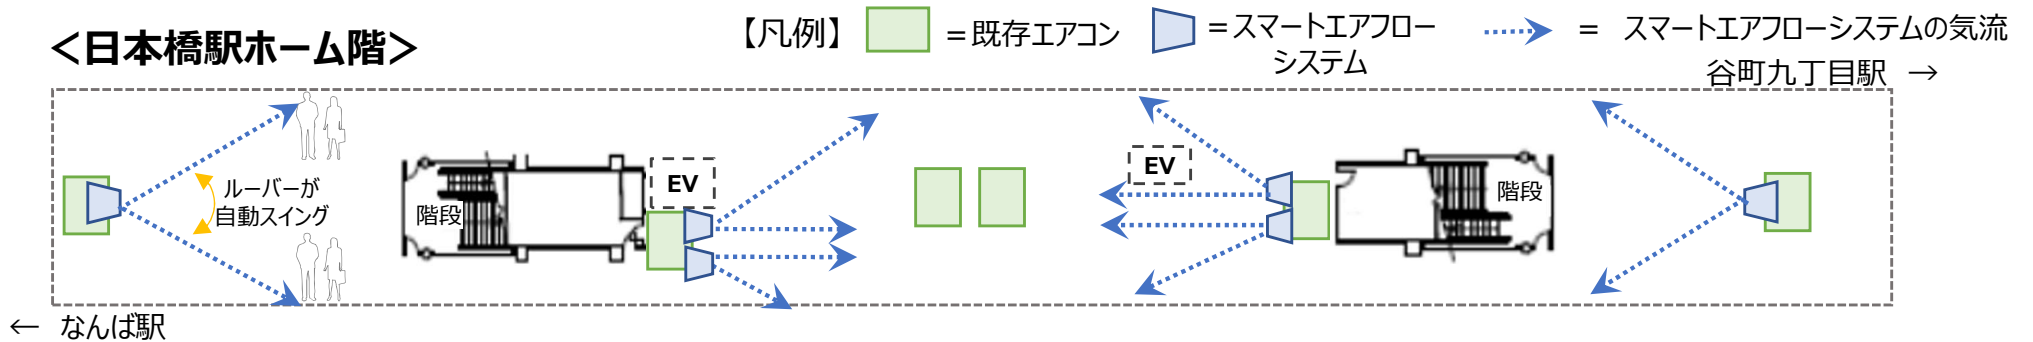 ＜日本橋駅ホーム階＞
【凡例】
＝既存エアコン
＝スマートエアフロー
システム
＝ スマートエアフローシステムの気流
谷町九丁目駅 →
ルーバーが
自動スイング
階段
EV
EV
階段
← なんば駅